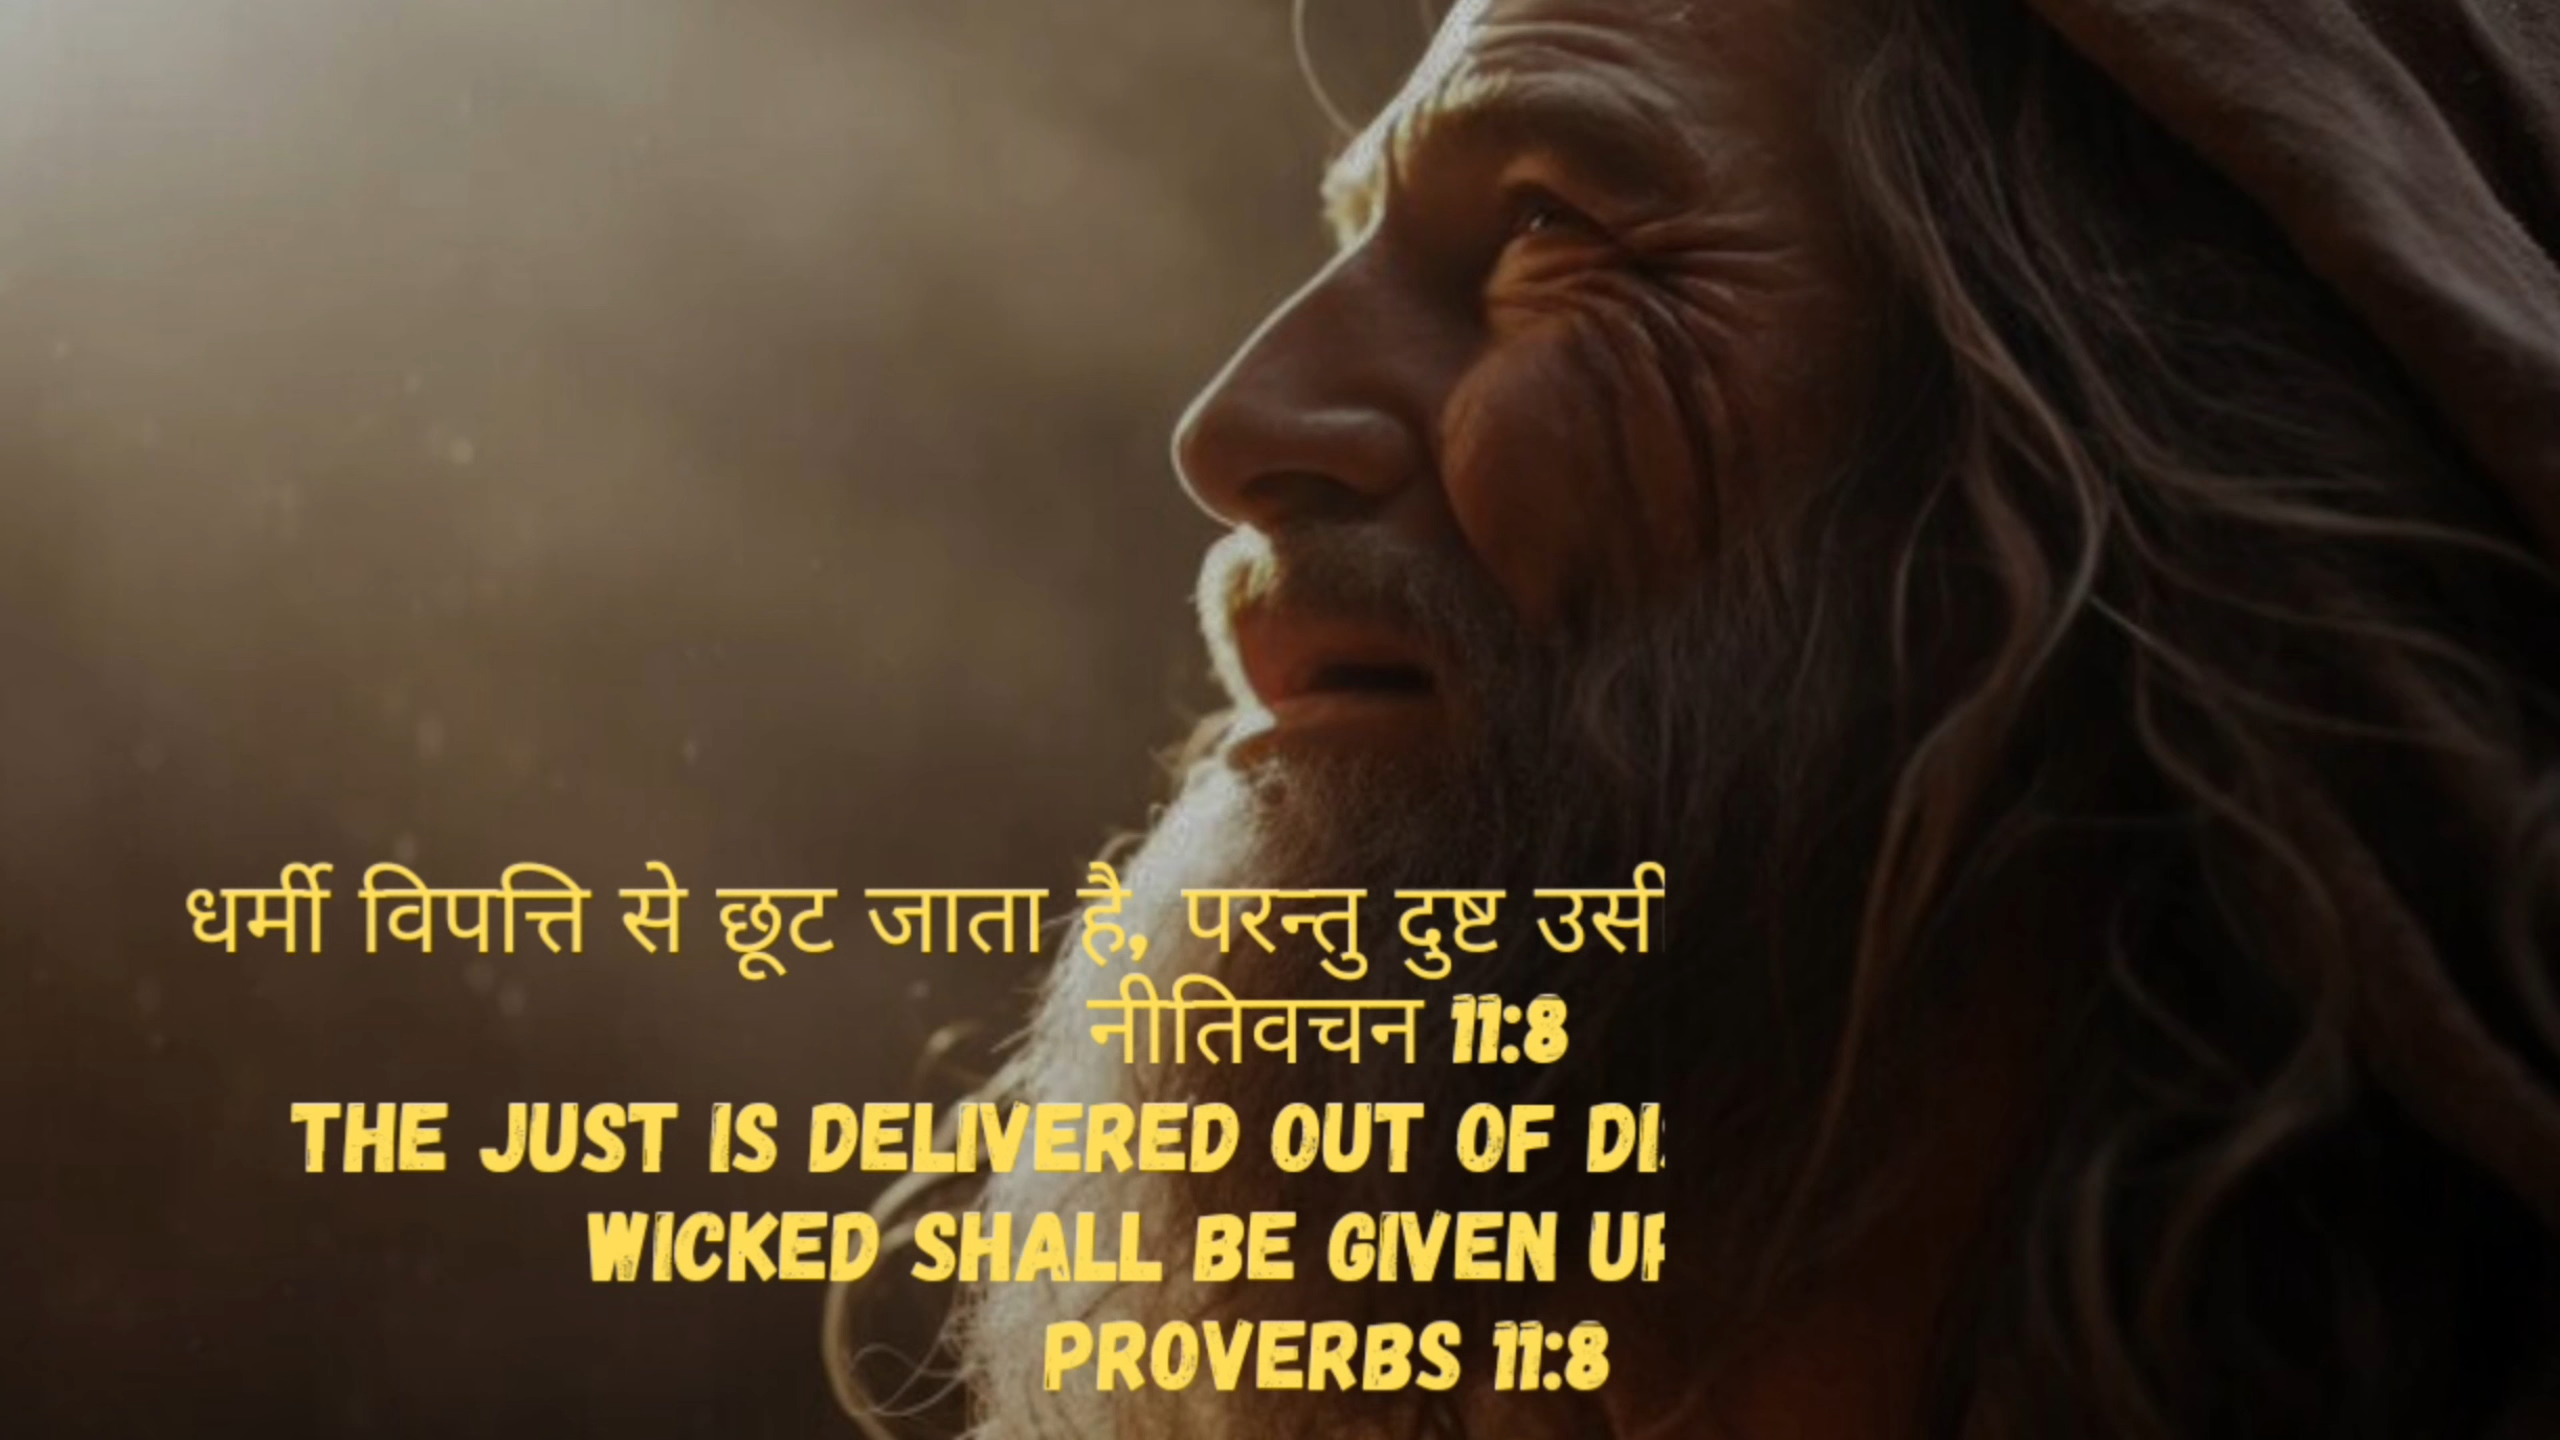 धर्मी विपत्ति से छूट जाता है, परन्तु दुष्ट उसी
नीतिवचन 11:8
THE JUST IS DELIVERED OUT OF
WICKED SHALL BE GIVEN
PROVERBS 11:8